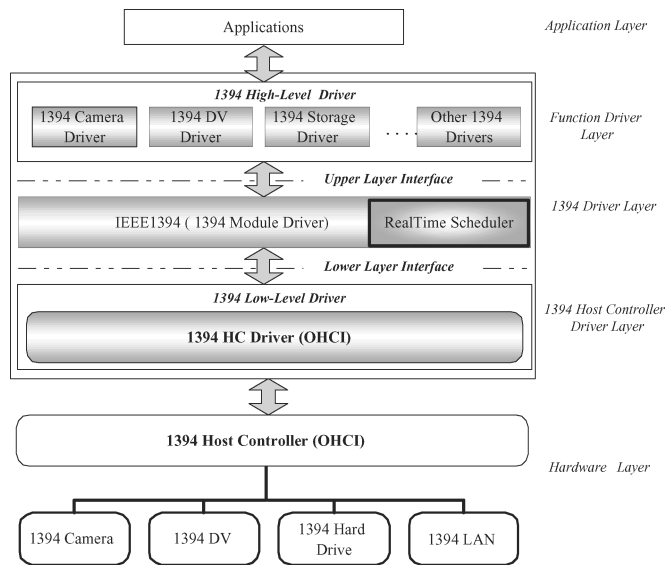 Applications
Application Layer
1394 High-Level Driver
1394 Camera
Driver
1394 DV
Driver
1394 Storage
Driver
. . . .
Other 1394
Drivers
Function Driver
Layer
Upper Layer Interface
IEEE1394 ( 1394 Module Driver)
RealTime Scheduler
1394 Driver Layer
Lower Layer Interface
1394 Low-Level Driver
1394 HC Driver (OHCI)
1394 Host Controller
Driver Layer
1394 Host Controller (OHCI)
Hardware Layer
1394 Camera
1394 DV
1394 Hard
Drive
1394 LAN